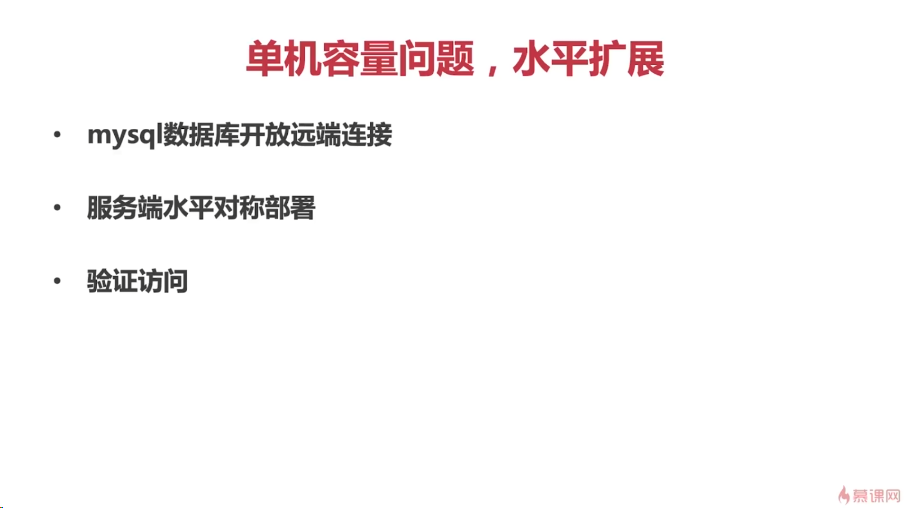 单机容量问题，水平扩展
• mysql数据库开放远端连接
• 服务端水平对称部署
• 验证访问
慕课网